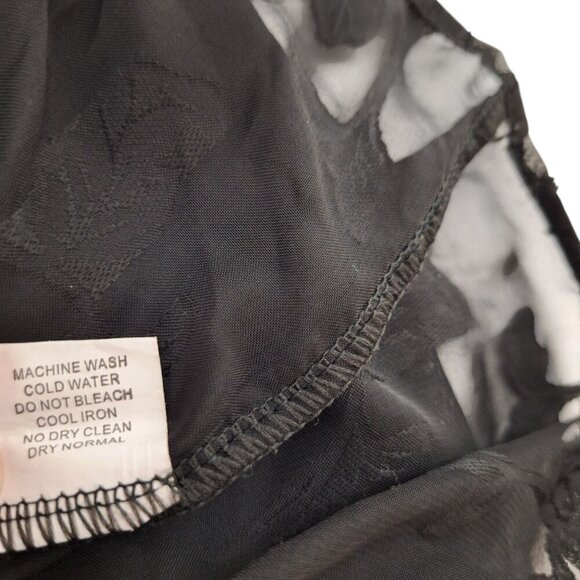 MACHINE WASH
COLD WATER
DO NOT BLEACH
COOL IRON
NO DRY CLEAN
DRY NORMAL